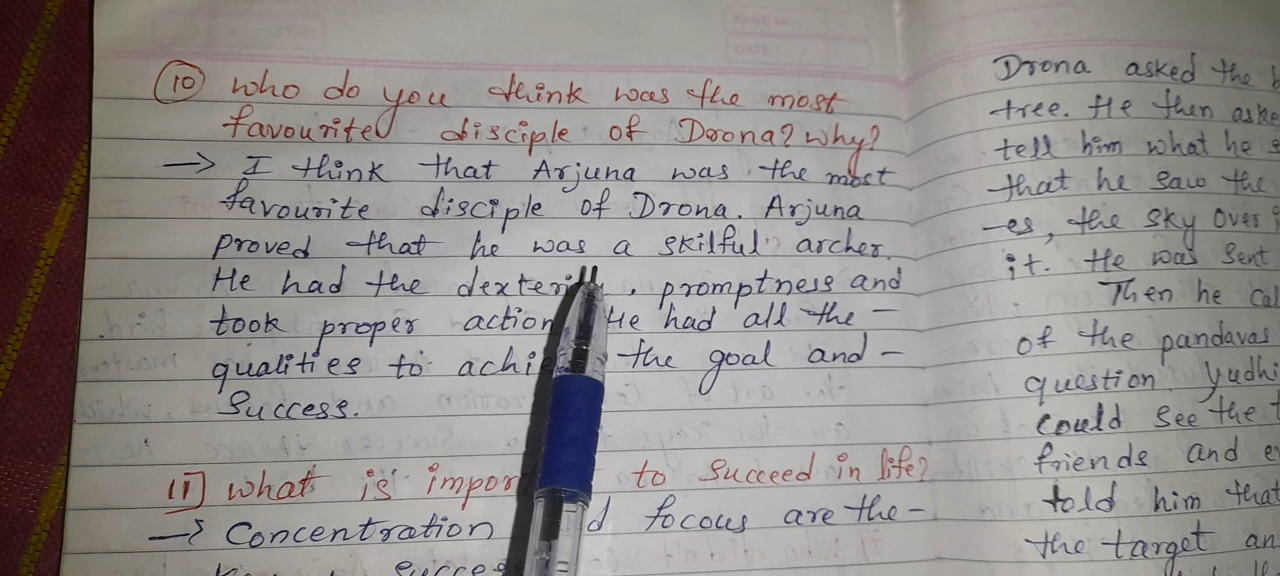 10 Who do you think was the most
favourite disciple of Drona? Why?
→ I think that Arjuna was the most
favourite disciple of Drona. Arjuna
proved that he was a skilful archer.
He had the , promptness and
took proper action. He had all the -
qualities to the goal and -
Success.
11] What is to Succeed in life?
→ Concentration focous are the -
Drona asked the
tree. He then
tell him what he
that he saw the
-es, the sky over
it. He was Sent
Then he
of the pandavas
question
could see the
friends and
told him that
the target